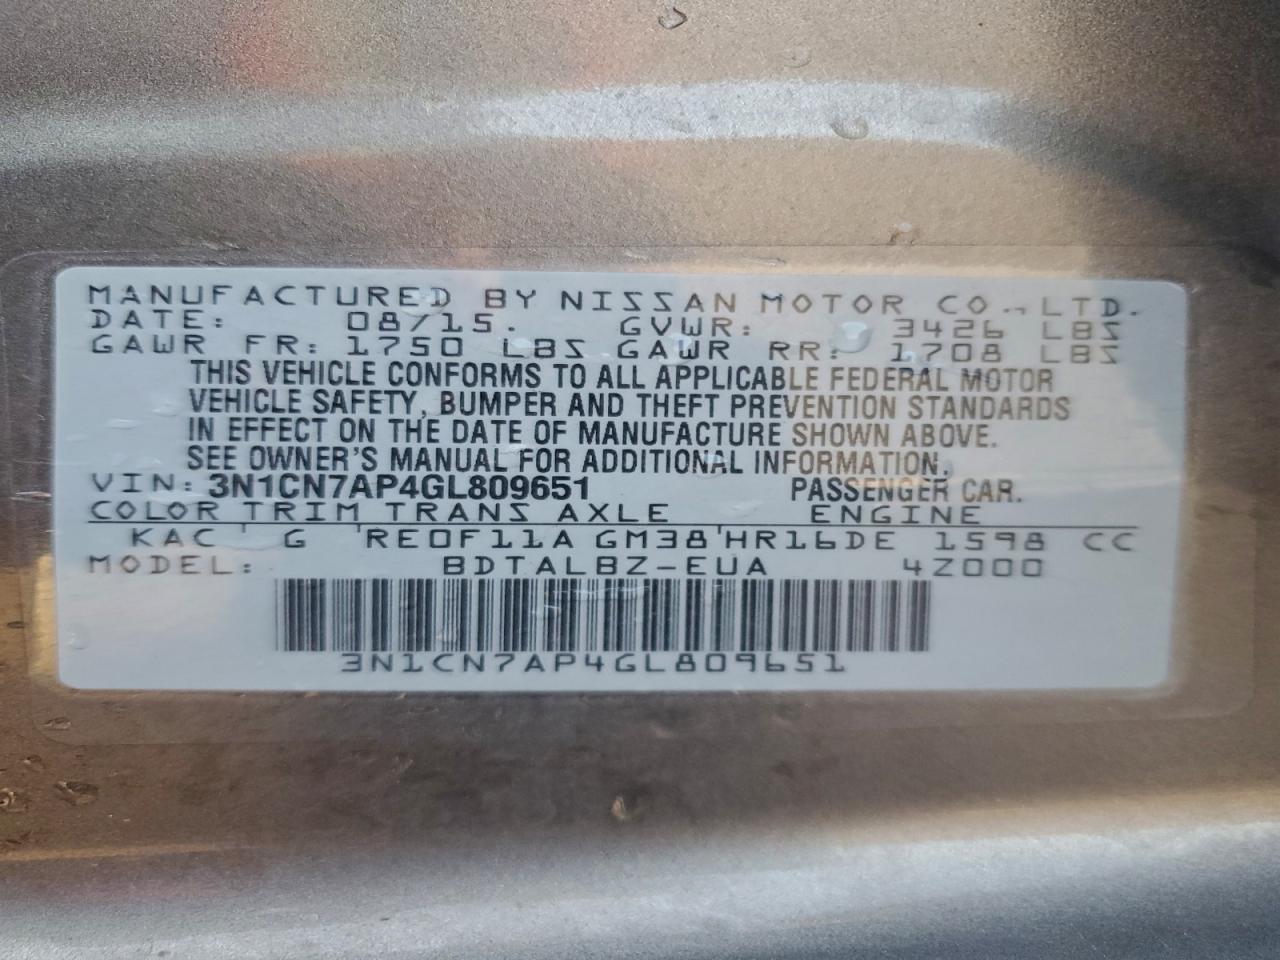 MANUFACTURED BY NISSAN MOTOR CO., LTD.
DATE: 08/15. GVWR: 3426 LBS
GAWR FR: 1750 LBS GAWR RR: 1708 LBS
THIS VEHICLE CONFORMS TO ALL APPLICABLE FEDERAL MOTOR
VEHICLE SAFETY, BUMPER AND THEFT PREVENTION STANDARDS
IN EFFECT ON THE DATE OF MANUFACTURE SHOWN ABOVE.
SEE OWNER'S MANUAL FOR ADDITIONAL INFORMATION.
VIN: 3N1CN7AP4GL809651 PASSENGER CAR.
COLOR TRIM TRANS AXLE ENGINE
KAC G RE0F11A GM38 HR16DE 1598 CC
MODEL: BDTALBZ-EUA 42000
3N1CN7AP4GL809651